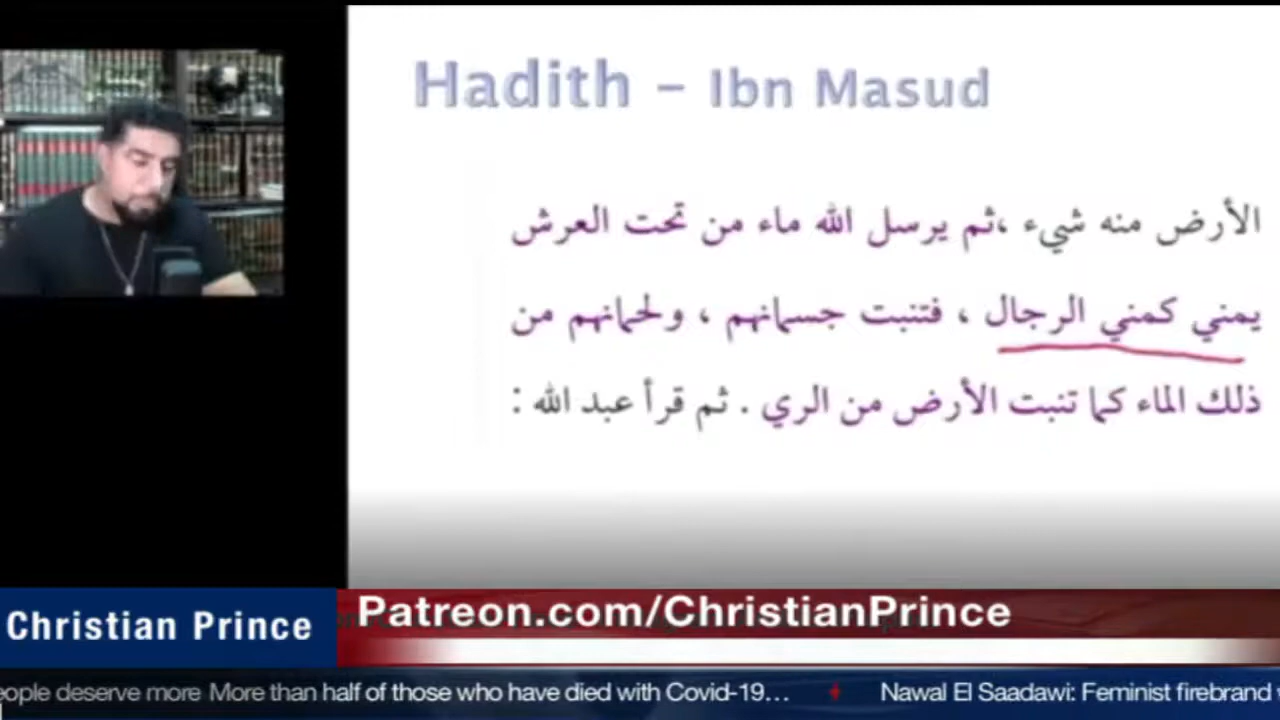 Hadith - Ibn Masud
الأرض منه شيء ،ثم يرسل الله ماء من تحت العرش
يمني كمني الرجال ، فتنبت جسمانهم ، ولحمانهم من
ذلك الماء كما تنبت الأرض من الري . ثم قرأ عبد الله :
Patreon.com/ChristianPrince
Christian Prince
eople deserve more More than half of those who have died with Covid-19… Nawal El Saadawi: Feminist firebrand